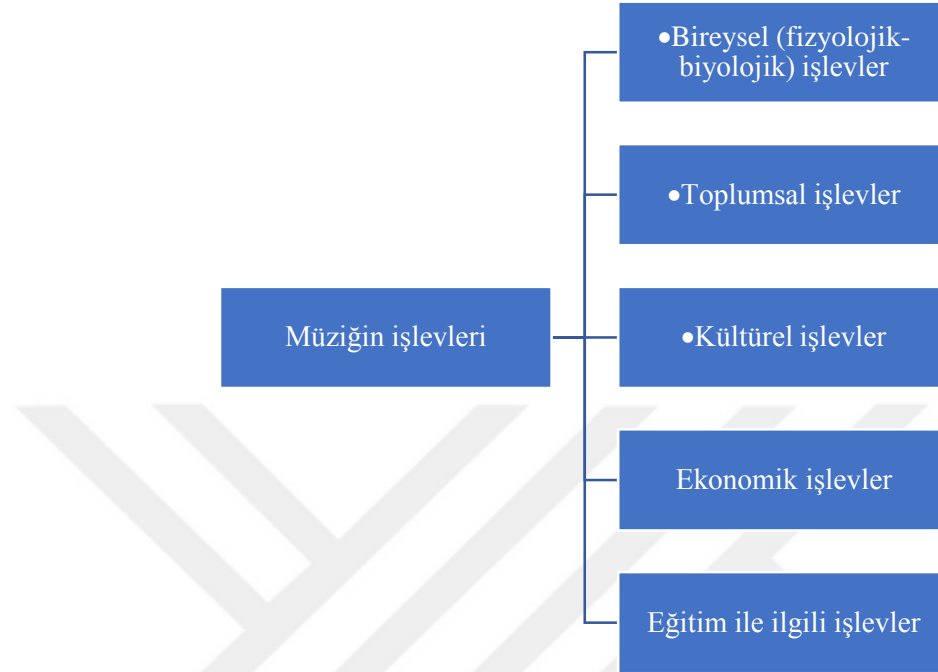 •Bireysel (fizyolojik-
biyolojik) işlevler
•Toplumsal işlevler
Müziğin işlevleri
•Kültürel işlevler
Ekonomik işlevler
Eğitim ile ilgili işlevler